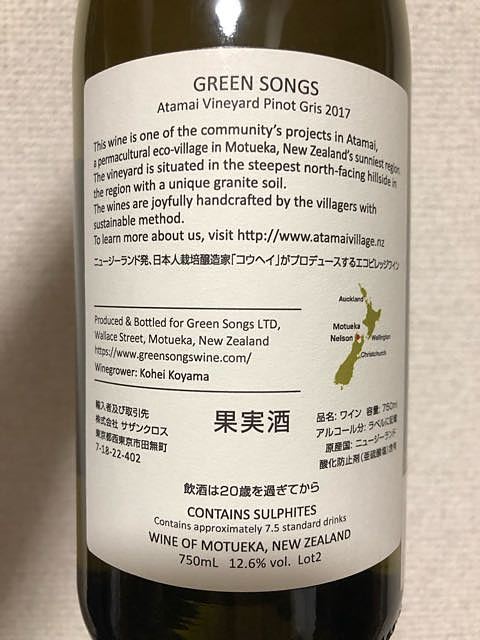 GREEN SONGS
Atamai Vineyard Pinot Gris 2017
This wine is one of the community's projects in Atamai,
a permacultural eco-village in Motueka, New Zealand's sunniest region.
The vineyard is situated in the steepest north-facing hillside in
the region with a unique granite soil.
The wines are joyfully handcrafted by the villagers with
sustainable method.
To learn more about us, visit http://www.atamaivillage.nz
ニュージーランド発、日本人栽培醸造家「コウヘイ」がプロデュースするエコビレッジワイン
Auckland
Motueka
Nelson
Wellington
Christchurch
Produced & Bottled for Green Songs LTD,
Wallace Street, Motueka, New Zealand
https://www.greensongswine.com/
Winegrower: Kohei Koyama
輸入者及び取引先
株式会社 サザンクロス
東京都西東京市田無町
7-18-22-402
果実酒
品名: ワイン 容量: 750ml
アルコール分: ラベルに記載
原産国: ニュージーランド
酸化防止剤(亜硫酸塩)含有
飲酒は20歳を過ぎてから
CONTAINS SULPHITES
Contains approximately 7.5 standard drinks
WINE OF MOTUEKA, NEW ZEALAND
750mL 12.6% vol. Lot2